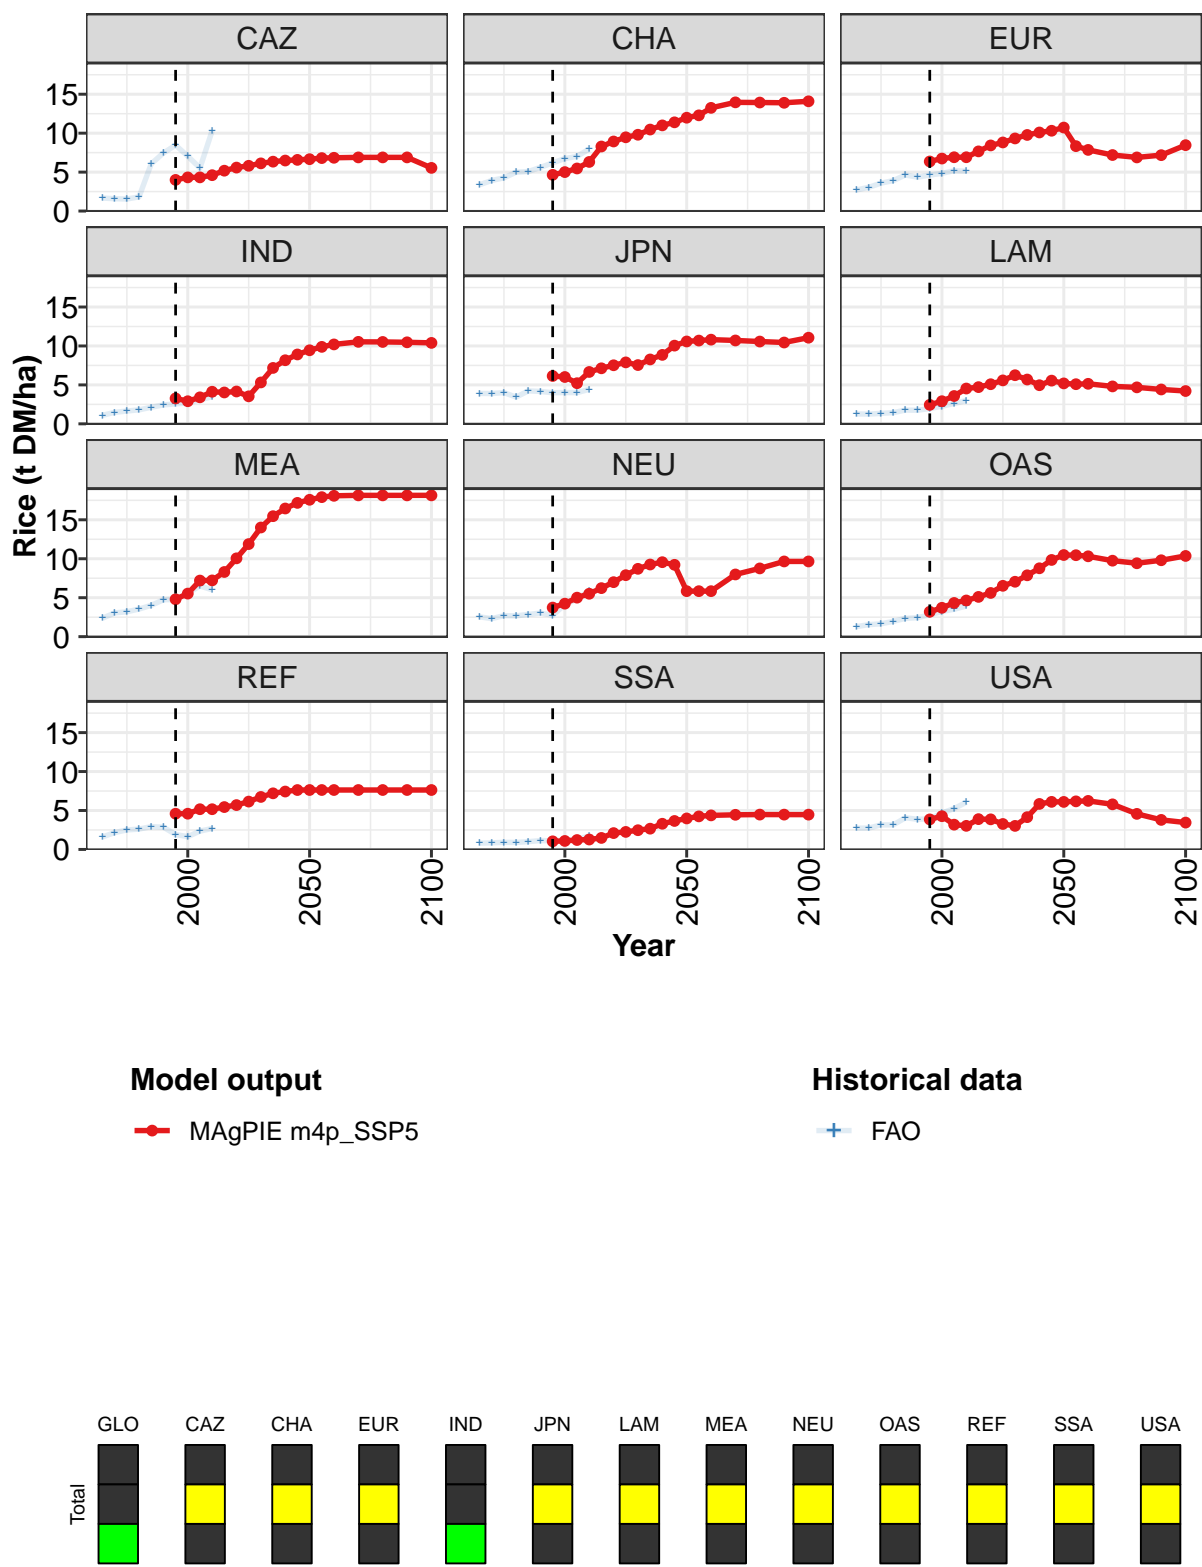 CAZ CHA EUR
15
10
5
0
IND JPN LAM
15
10
5
0
Rice (t DM/ha)
MEA NEU OAS
15
10
5
0
REF SSA USA
15
10
5
0
2000 2050 2100 2000 2050 2100 2000 2050 2100
Year
Model output Historical data
MAgPIE m4p_SSP5 FAO
GLO CAZ CHA EUR IND JPN LAM MEA NEU OAS REF SSA USA
Total